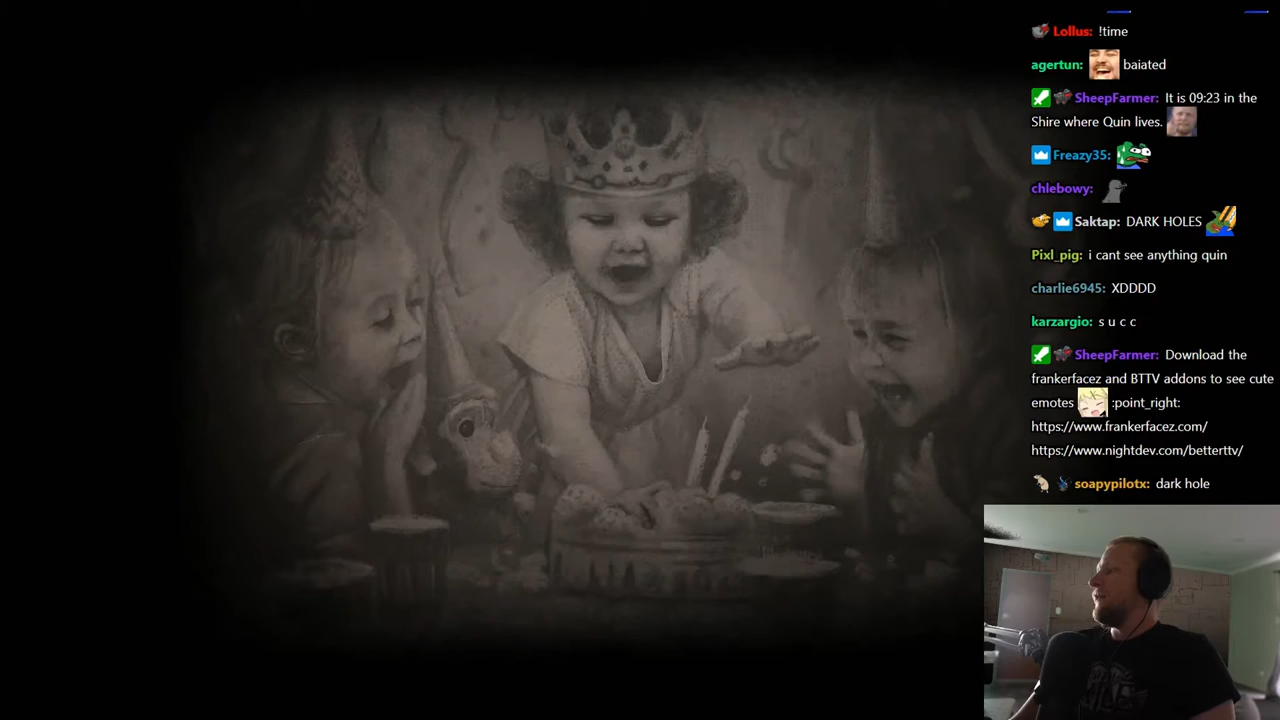 Lollus: !time
agertun: baiated
SheepFarmer: It is 09:23 in the
Shire where Quin lives.
Freazy35:
chlebowy:
Saktap: DARK HOLES
Pixl_pig: i cant see anything quin
charlie6945: XDDDD
karzargio: s u c c
SheepFarmer: Download the
frankerfacez and BTTV addons to see cute
emotes :point_right:
https://www.frankerfacez.com/
https://www.nightdev.com/betterttv/
soapypilotx: dark hole